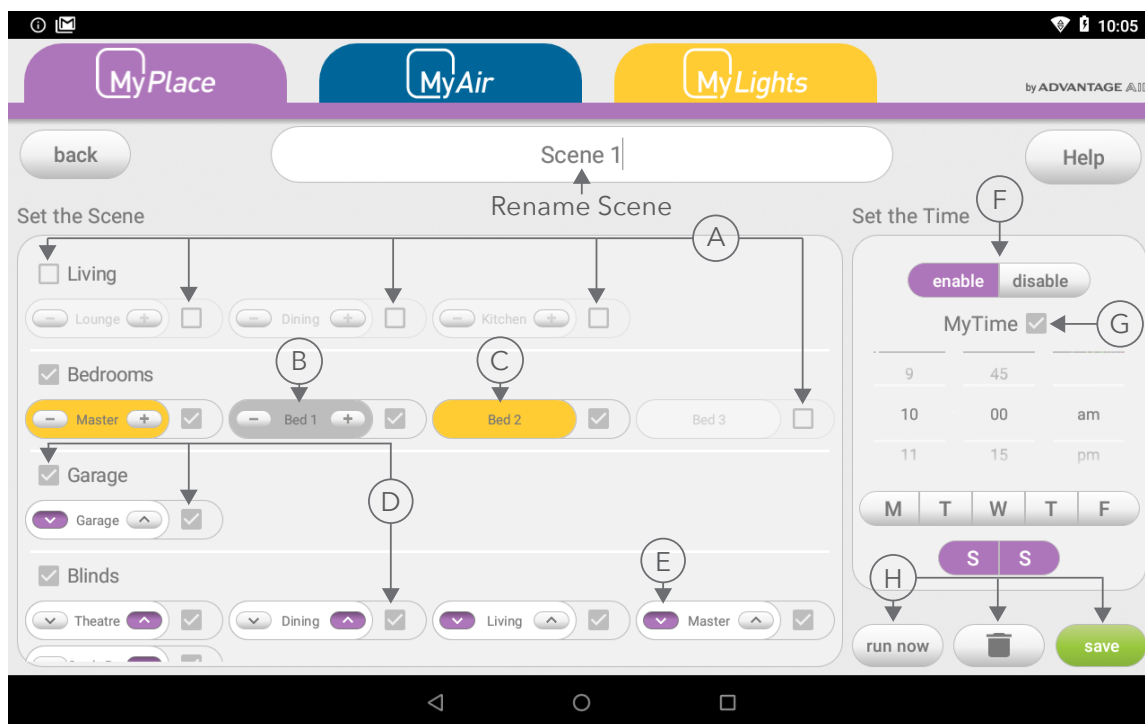 10:05
MyPlace
MyAir
MyLights
by ADVANTAGE AIR
back
Scene 1
Help
Rename Scene
Set the Scene
Set the Time
F
A
Living
enable disable
Lounge Dining Kitchen
MyTime
G
B
C
Bedrooms
9 45
Master Bed 1 Bed 2 Bed 3
10 00 am
11 15 pm
Garage
D
Garage
M T W T F
E
S S
H
Blinds
Theatre Dining Living Master
run now
save